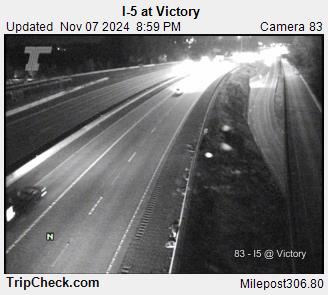 I-5 at Victory
Updated  Nov 07 2024  8:59 PM
Camera 83
T
N
83 - I5 @ Victory
TripCheck.com
Milepost306.80